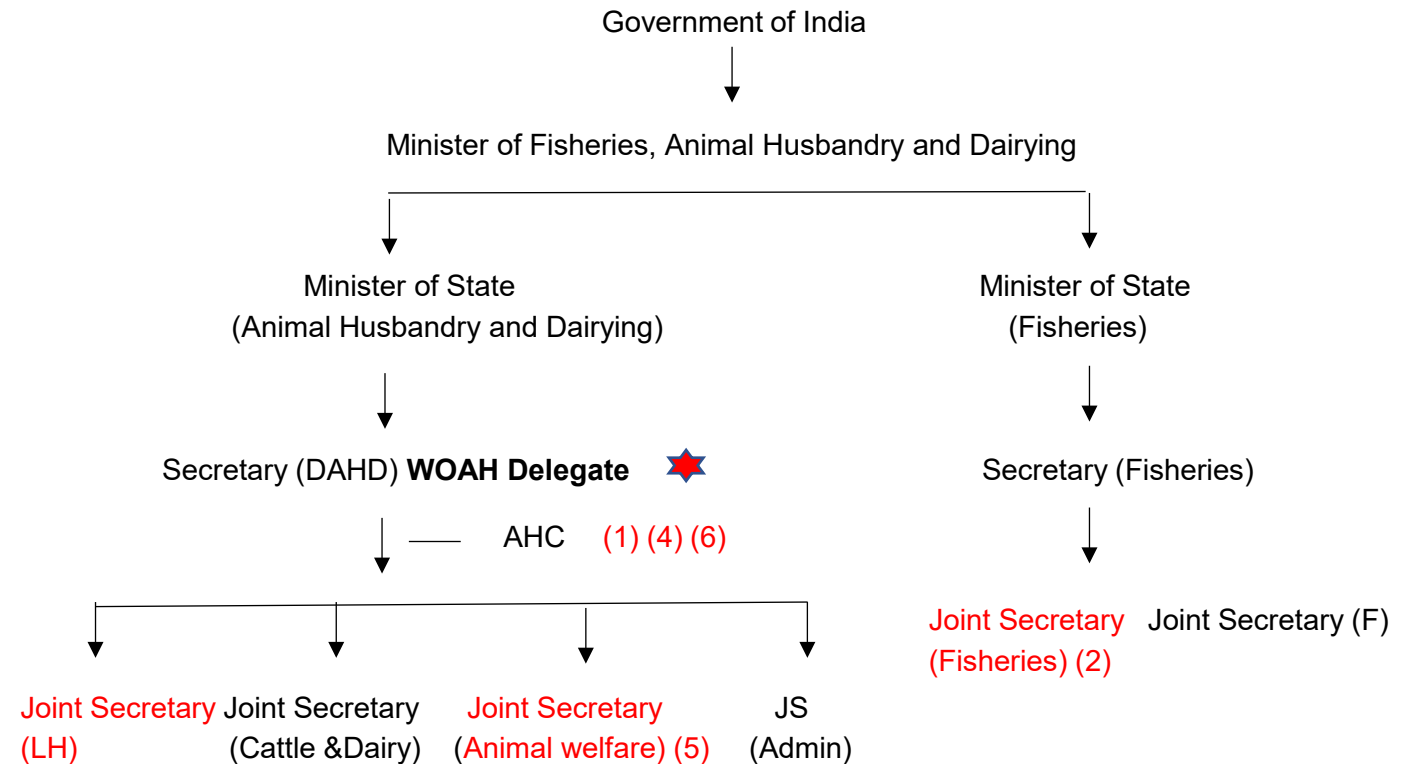 Government of India
Minister of Fisheries, Animal Husbandry and Dairying
Minister of State
(Animal Husbandry and Dairying)
Minister of State
(Fisheries)
Secretary (DAHD) WOAH Delegate
Secretary (Fisheries)
AHC (1) (4) (6)
Joint Secretary
(Fisheries) (2)
Joint Secretary (F)
Joint Secretary
(LH)
Joint Secretary
(Cattle &Dairy)
Joint Secretary
(Animal welfare) (5)
JS
(Admin)